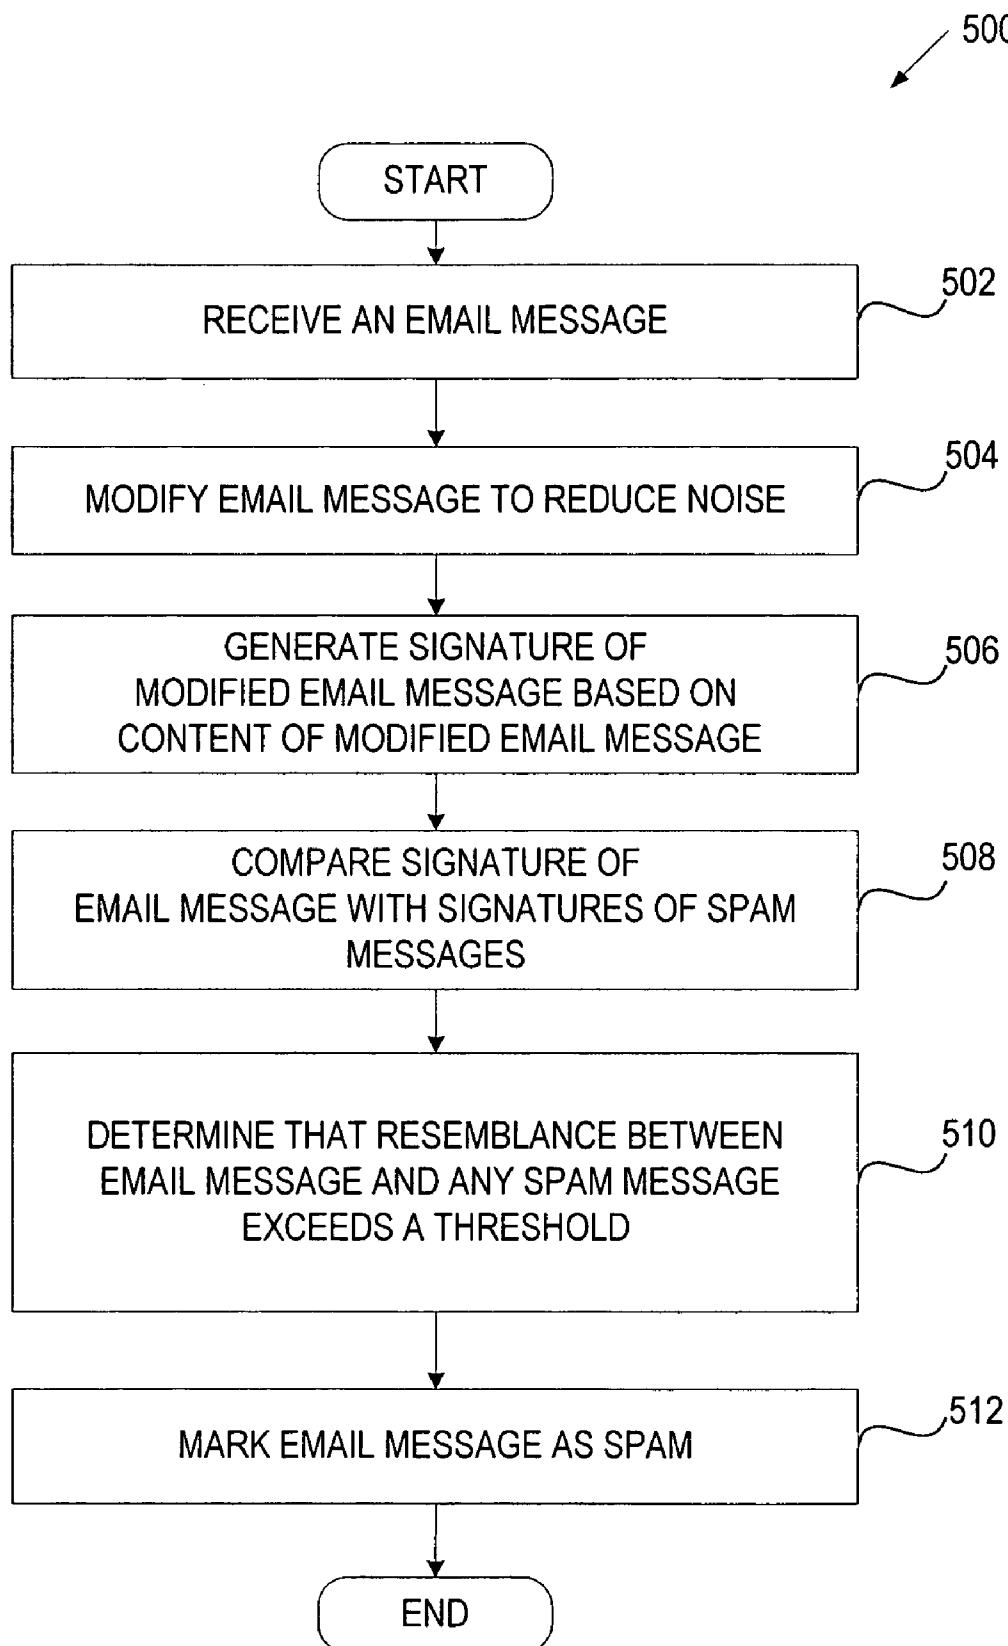 500
START
RECEIVE AN EMAIL MESSAGE
502
MODIFY EMAIL MESSAGE TO REDUCE NOISE
504
GENERATE SIGNATURE OF
MODIFIED EMAIL MESSAGE BASED ON
CONTENT OF MODIFIED EMAIL MESSAGE
506
COMPARE SIGNATURE OF
EMAIL MESSAGE WITH SIGNATURES OF SPAM
MESSAGES
508
DETERMINE THAT RESEMBLANCE BETWEEN
EMAIL MESSAGE AND ANY SPAM MESSAGE
EXCEEDS A THRESHOLD
510
MARK EMAIL MESSAGE AS SPAM
512
END